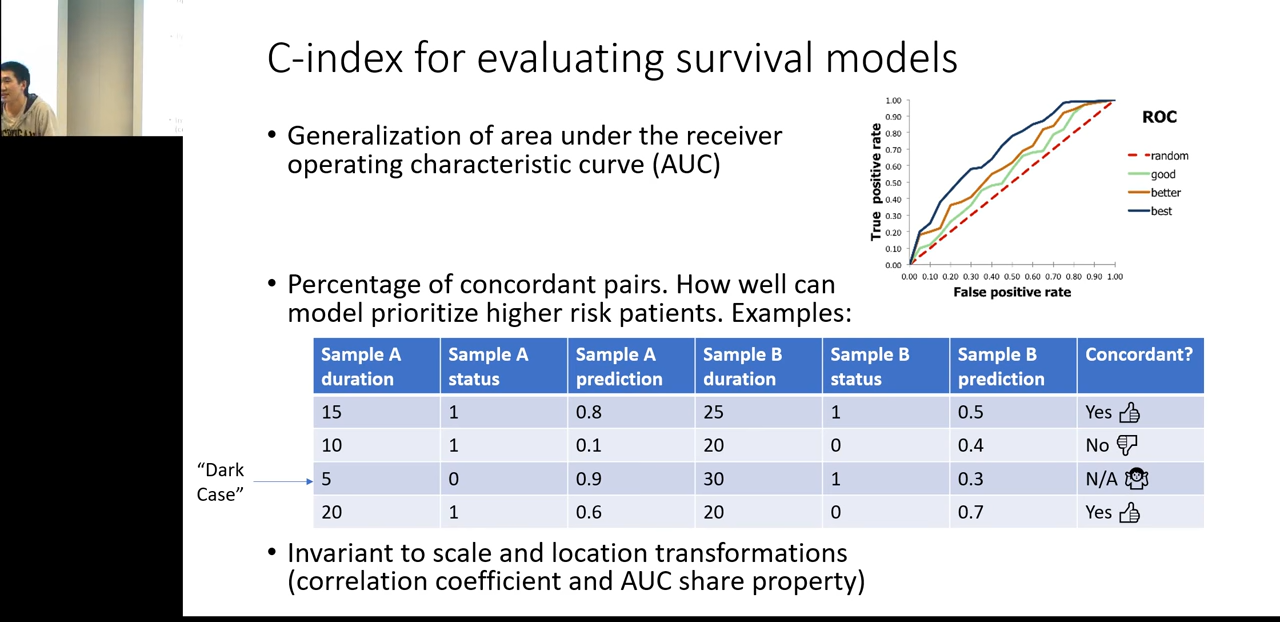 C-index for evaluating survival models
• Generalization of area under the receiver
operating characteristic curve (AUC)
ROC
True positive rate
1.00
0.90
0.80
0.70
0.60
0.50
0.40
0.30
0.20
0.10
0.00
0.00 0.10 0.20 0.30 0.40 0.50 0.60 0.70 0.80 0.90 1.00
False positive rate
random
good
better
best
• Percentage of concordant pairs. How well can
model prioritize higher risk patients. Examples:
Sample A duration Sample A status Sample A prediction Sample B duration Sample B status Sample B prediction Concordant?
15 1 0.8 25 1 0.5 Yes
10 1 0.1 20 0 0.4 No
"Dark
Case"
5 0 0.9 30 1 0.3 N/A
20 1 0.6 20 0 0.7 Yes
• Invariant to scale and location transformations
(correlation coefficient and AUC share property)